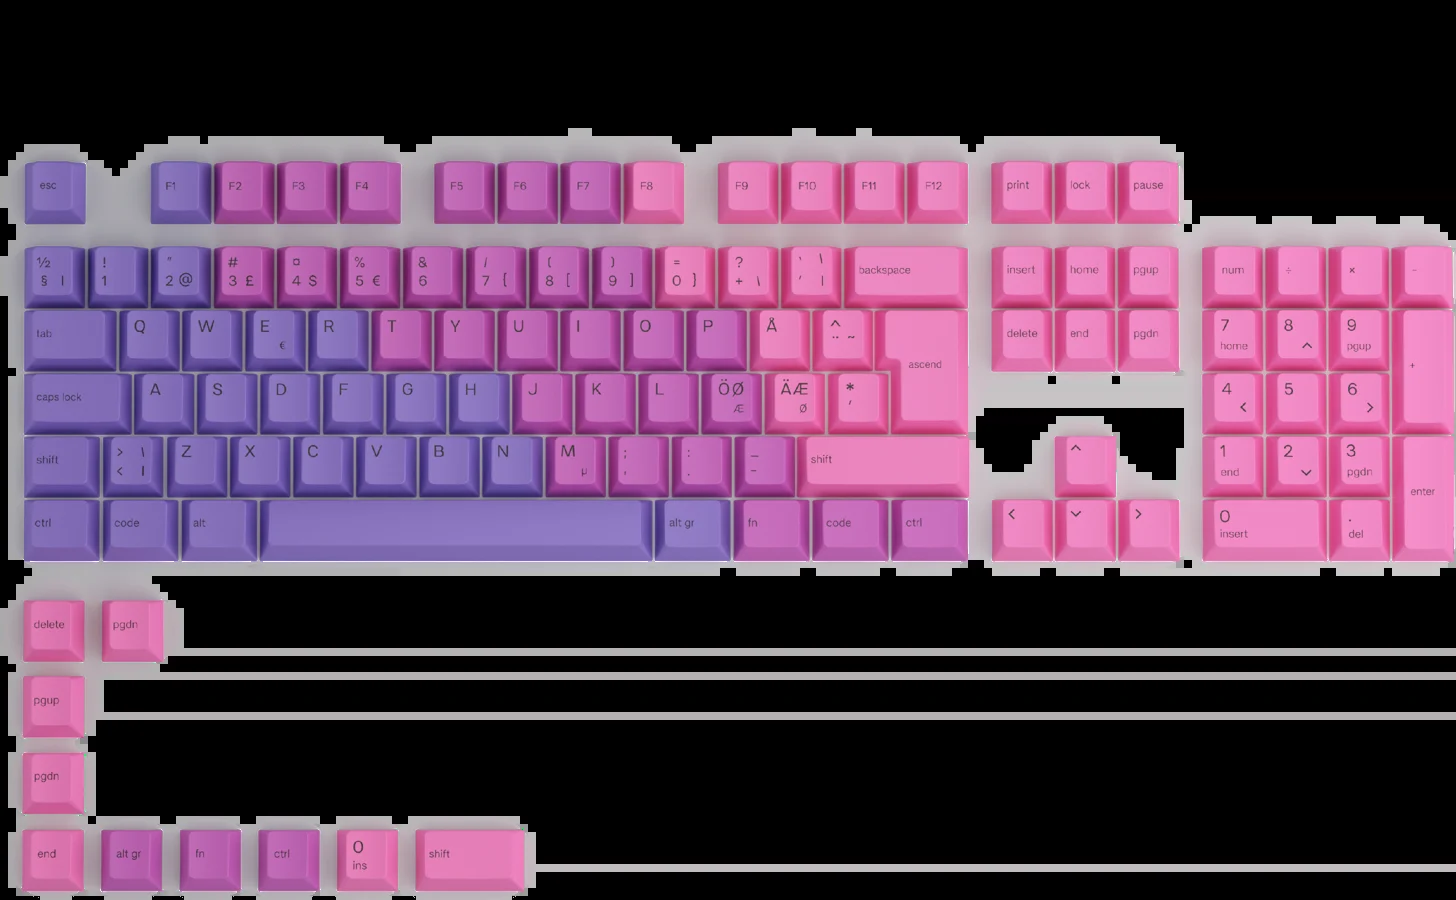 esc F1 F2 F3 F4 F5 F6 F7 F8 F9 F10 F11 F12 print lock pause
½ ! " # ¤ % & / ( ) = ? ` \ backspace insert home pgup num ÷ × −
§ | 1 2 @ 3 £ 4 $ 5 € 6 7 { 8 [ 9 ] 0 } + \ ´ |
tab Q W E € R T Y U I O P Å ^ ¨ ~ delete end pgdn 7 home 8 ^ 9 pgup +
caps lock A S D F G H J K L ÖØ Æ ÄÆ Ø * ' ascend 4 < 5 6 >
shift > \ < | Z X C V B N M µ ; , : . _ - shift ^ 1 end 2 ⌄ 3 pgdn enter
ctrl code alt alt gr fn code ctrl < ⌄ > 0 insert . del
delete pgdn
pgup
pgdn
end alt gr fn ctrl 0 ins shift